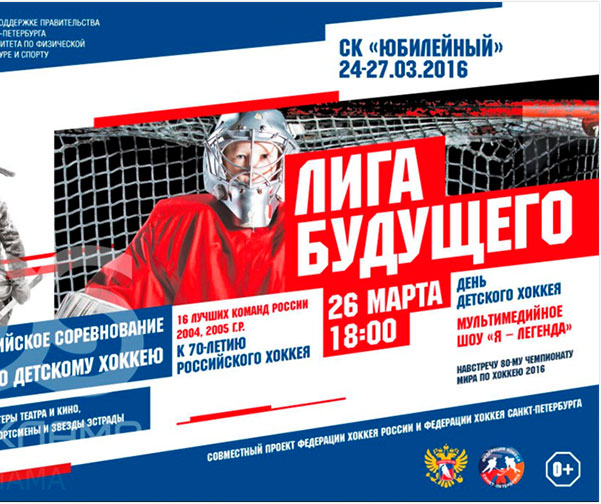 ОДДЕРЖКЕ ПРАВИТЕЛЬСТВА
-ПЕТЕРБУРГА
ИТЕТА ПО ФИЗИЧЕСКОЙ
УРЕ И СПОРТУ
СК «ЮБИЛЕЙНЫЙ»
24-27.03.2016
ЛИГА
БУДУЩЕГО
26 МАРТА
18:00
ДЕНЬ
ДЕТСКОГО ХОККЕЯ
МУЛЬТИМЕДИЙНОЕ
ШОУ «Я – ЛЕГЕНДА»
НАВСТРЕЧУ 80-МУ ЧЕМПИОНАТУ
МИРА ПО ХОККЕЮ 2016
16 ЛУЧШИХ КОМАНД РОССИИ
2004, 2005 Г.Р.
К 70-ЛЕТИЮ
РОССИЙСКОГО ХОККЕЯ
ИЙСКОЕ СОРЕВНОВАНИЕ
О ДЕТСКОМУ ХОККЕЮ
ТЕРЫ ТЕАТРА И КИНО,
ОРТСМЕНЫ И ЗВЕЗДЫ ЭСТРАДЫ
СОВМЕСТНЫЙ ПРОЕКТ ФЕДЕРАЦИИ ХОККЕЯ РОССИИ И ФЕДЕРАЦИИ ХОККЕЯ САНКТ-ПЕТЕРБУРГА
0+